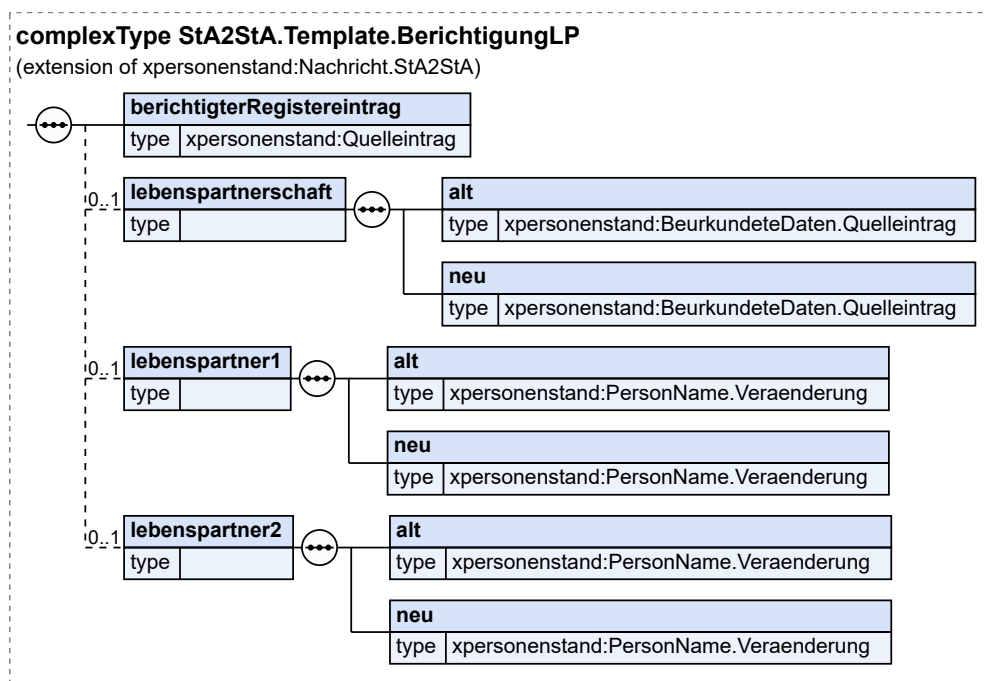 complexType StA2StA.Template.BerichtigungLP
(extension of xpersonenstand:Nachricht.StA2StA)
berichtigterRegistereintrag
type xpersonenstand:Quelleintrag
0..1
lebenspartnerschaft
type
alt
type xpersonenstand:BeurkundeteDaten.Quelleintrag
neu
type xpersonenstand:BeurkundeteDaten.Quelleintrag
0..1
lebenspartner1
type
alt
type xpersonenstand:PersonName.Veraenderung
neu
type xpersonenstand:PersonName.Veraenderung
0..1
lebenspartner2
type
alt
type xpersonenstand:PersonName.Veraenderung
neu
type xpersonenstand:PersonName.Veraenderung